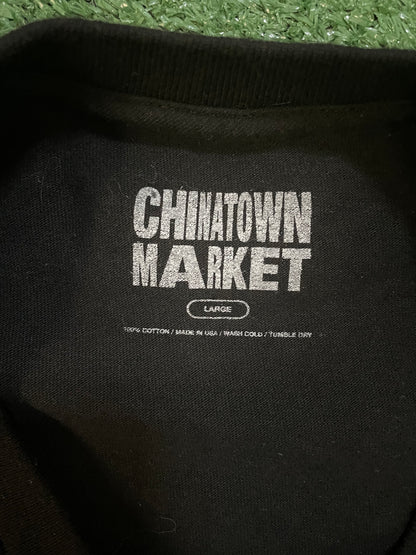 CHINATOWN
MARKET
LARGE
100% COTTON / MADE IN USA / WASH COLD / TUMBLE DRY